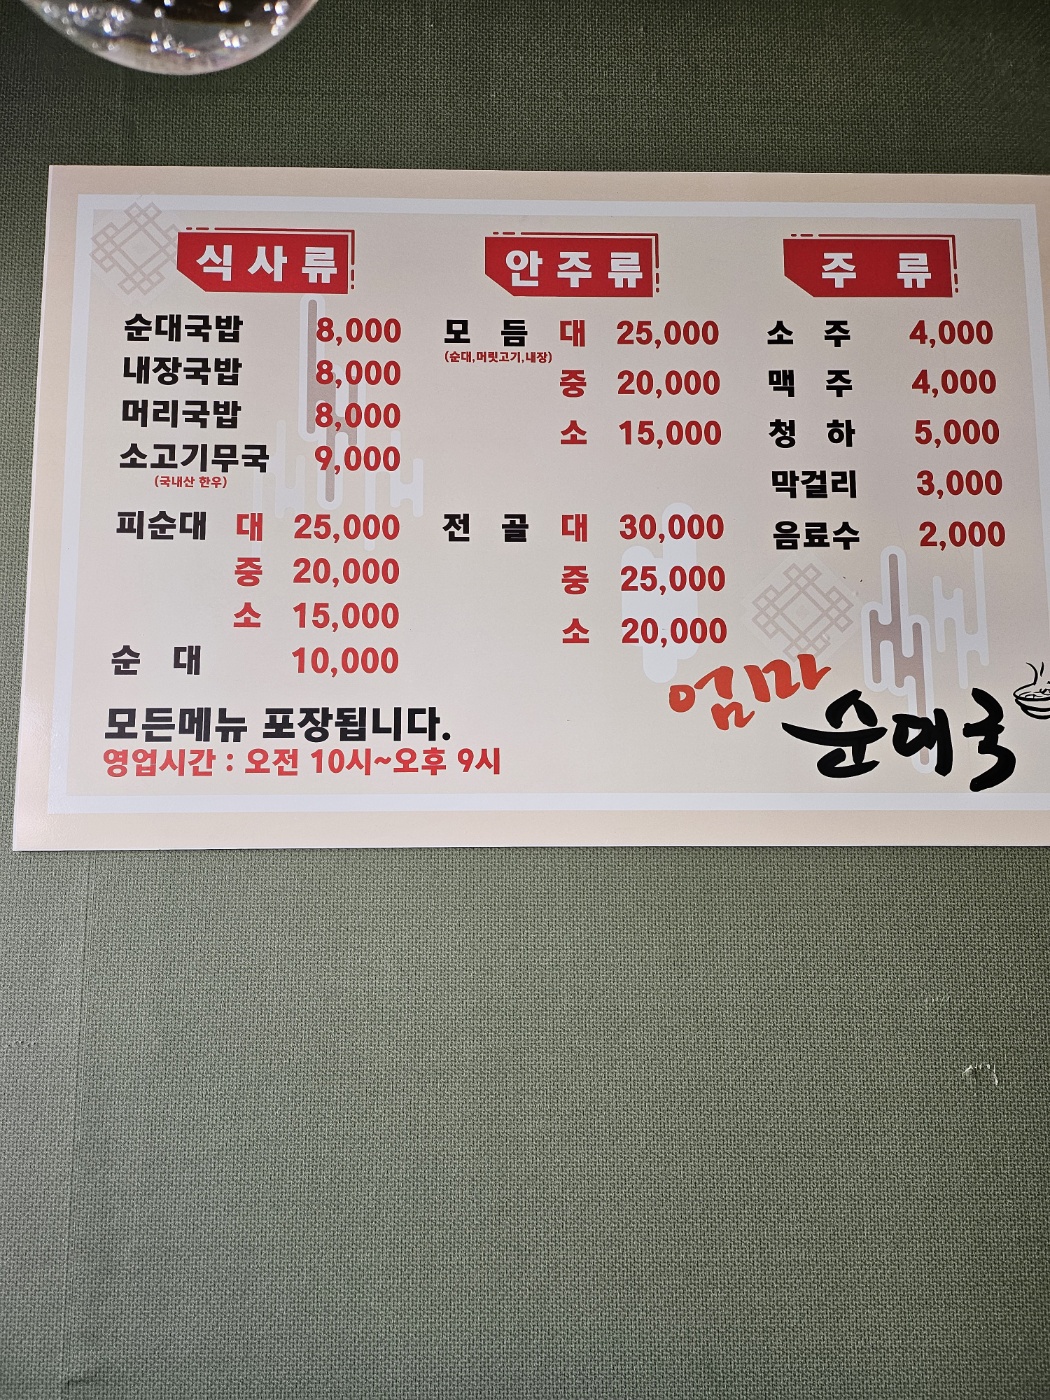 식사류
순대국밥 8,000
내장국밥 8,000
머리국밥 8,000
소고기무국 9,000
(국내산 한우)
피순대 대 25,000
중 20,000
소 15,000
순 대 10,000
안주류
모 듬 대 25,000
(순대,머릿고기,내장)
중 20,000
소 15,000
전 골 대 30,000
중 25,000
소 20,000
주 류
소 주 4,000
맥 주 4,000
청 하 5,000
막걸리 3,000
음료수 2,000
모든메뉴 포장됩니다.
영업시간 : 오전 10시~오후 9시
엄마
순대국